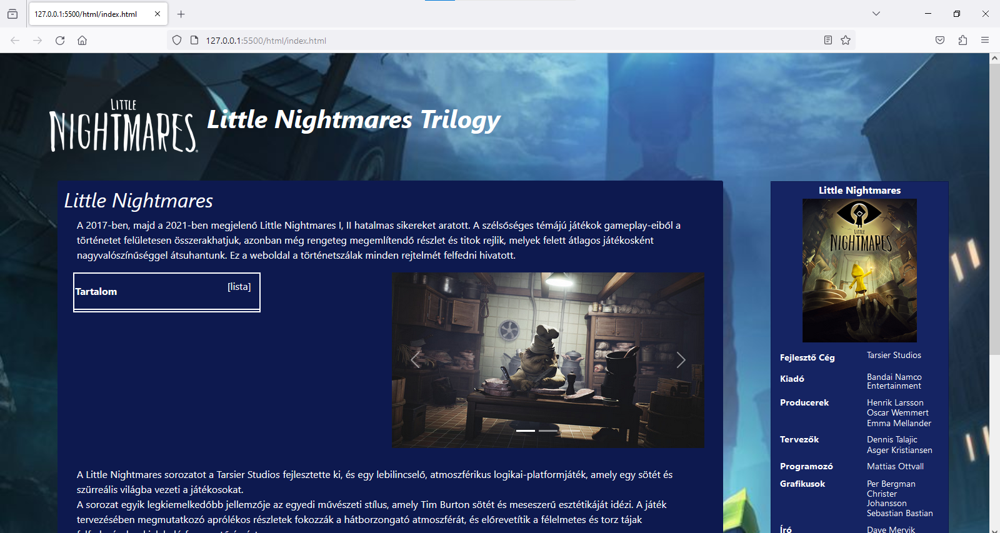 127.0.0.1:5500/html/index.html
127.0.0.1:5500/html/index.html
LITTLE
NIGHTMARES
Little Nightmares Trilogy
Little Nightmares
A 2017-ben, majd a 2021-ben megjelenő Little Nightmares I, II hatalmas sikereket aratott. A szélsőséges témájú játékok gameplay-eiből a
történetet felületesen összerakhatjuk, azonban még rengeteg megemlítendő részlet és titok rejlik, melyek felett átlagos játékosként
nagyvalószínűséggel átsuhantunk. Ez a weboldal a történetszálak minden rejtelmét felfedni hivatott.
Tartalom
[lista]
A Little Nightmares sorozatot a Tarsier Studios fejlesztette ki, és egy lebilincselő, atmoszférikus logikai-platformjáték, amely egy sötét és
szürreális világba vezeti a játékosokat.
A sorozat egyik legkiemelkedőbb jellemzője az egyedi művészeti stílus, amely Tim Burton sötét és meseszerű esztétikáját idézi. A játék
tervezésében megmutatkozó aprólékos részletek fokozzák a hátborzongató atmoszférát, és előrevetítik a félelmetes és torz tájak
Little Nightmares
LITTLE
NIGHTMARES
Fejlesztő Cég
Tarsier Studios
Kiadó
Bandai Namco
Entertainment
Producerek
Henrik Larsson
Oscar Wemmert
Emma Mellander
Tervezők
Dennis Talajic
Asger Kristiansen
Programozó
Mattias Ottvall
Grafikusok
Per Bergman
Christer
Johansson
Sebastian Bastian
Író
Dave Mervik